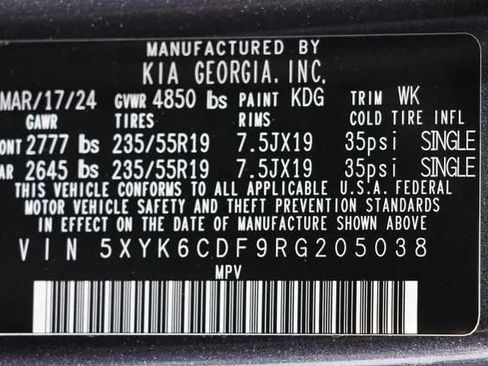 MANUFACTURED BY
KIA GEORGIA, INC.
MAR/17/24 GVWR 4850 lbs PAINT KDG TRIM WK
GAWR TIRES RIMS COLD TIRE INFL
ONT 2777 lbs 235/55R19 7.5JX19 35psi SINGLE
AR 2645 lbs 235/55R19 7.5JX19 35psi SINGLE
THIS VEHICLE CONFORMS TO ALL APPLICABLE U.S.A. FEDERAL
MOTOR VEHICLE SAFETY AND THEFT PREVENTION STANDARDS
IN EFFECT ON THE DATE OF MANUFACTURE SHOWN ABOVE
VIN 5XYK6CDF9RG205038
MPV